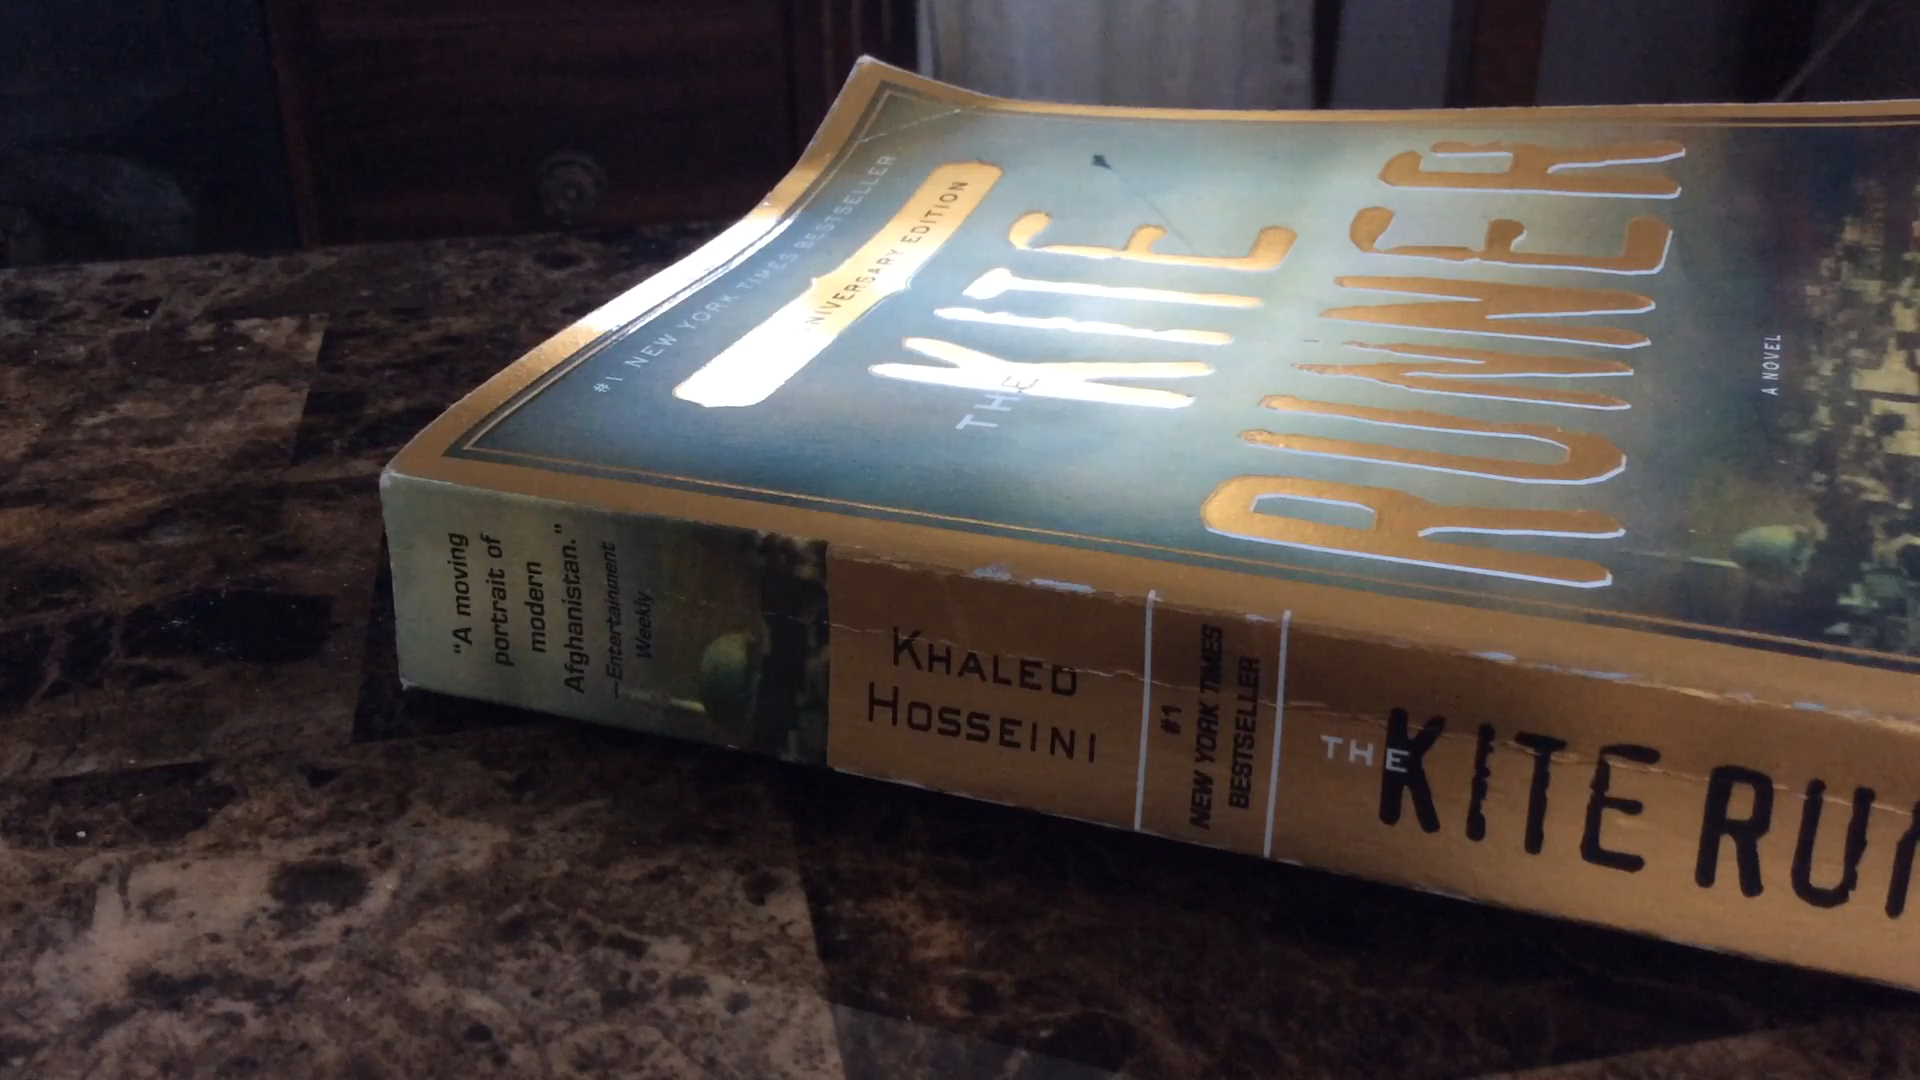 #1 NEW YORK TIMES BESTSELLER
EDITION
THE
KITE
RUNNER
A NOVEL
"A moving
portrait of
modern
Afghanistan."
—Entertainment
Weekly
KHALED
HOSSEINI
#1
NEW YORK TIMES
BESTSELLER
THE
KITE RU